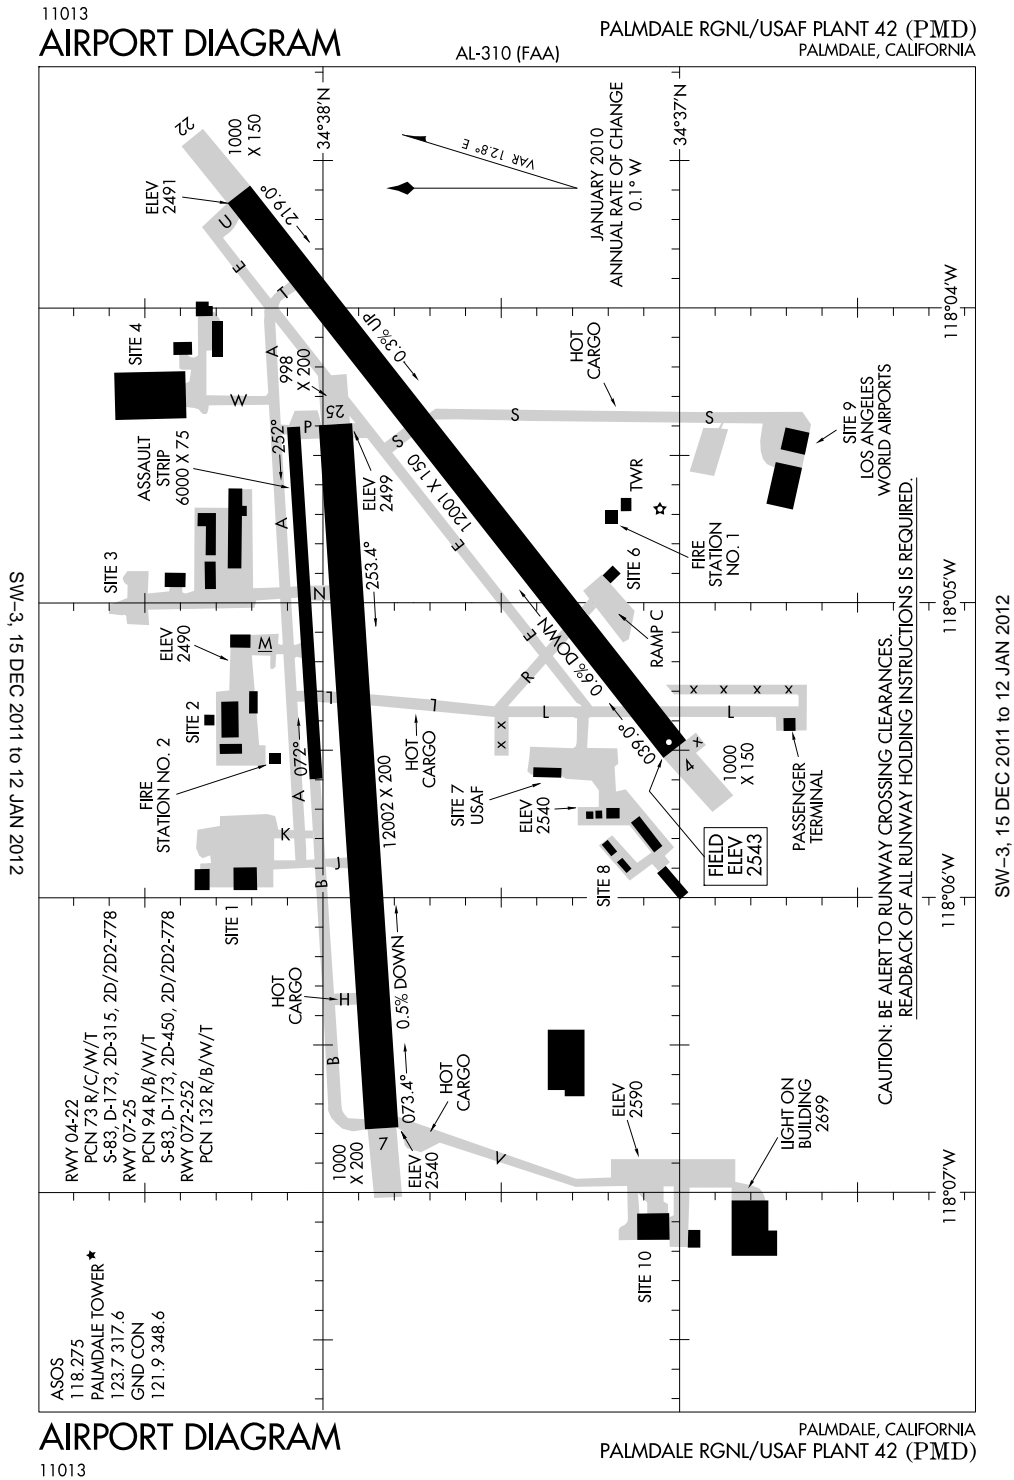 11013
AIRPORT DIAGRAM
AL-310 (FAA)
PALMDALE RGNL/USAF PLANT 42 (PMD)
PALMDALE, CALIFORNIA
22
1000
X 150
34°38'N
34°37'N
VAR 12.8° E
JANUARY 2010
ANNUAL RATE OF CHANGE
0.1° W
ELEV
2491
219.0°
U
E
T
118°04'W
SITE 4
A
998
X 200
0.3% UP
HOT
CARGO
W
25
P
S
S
S
SITE 9
LOS ANGELES
WORLD AIRPORTS
ASSAULT
STRIP
6000 X 75
252°
ELEV
2499
12001 X 150
TWR
A
E
FIRE
STATION NO. 1
SITE 6
253.4°
SITE 3
N
118°05'W
ELEV
2490
M
E
RAMP C
0.6% DOWN
R
SITE 2
L
L
L
L
X X X X
X X
X
HOT
CARGO
039.0°
4
1000
X 150
PASSENGER
TERMINAL
FIRE
STATION NO. 2
072°
A
12002 X 200
SITE 7
USAF
ELEV
2540
FIELD
ELEV
2543
K
J
B
SITE 8
SITE 1
118°06'W
RWY 04-22
PCN 73 R/C/W/T
S-83, D-173, 2D-315, 2D/2D2-778
RWY 07-25
PCN 94 R/B/W/T
S-83, D-173, 2D-450, 2D/2D2-778
RWY 072-252
PCN 132 R/B/W/T
HOT
CARGO
H
0.5% DOWN
B
073.4°
HOT
CARGO
7
1000
X 200
ELEV
2540
V
ELEV
2590
LIGHT ON
BUILDING
2699
118°07'W
SITE 10
CAUTION: BE ALERT TO RUNWAY CROSSING CLEARANCES.
READBACK OF ALL RUNWAY HOLDING INSTRUCTIONS IS REQUIRED.
ASOS
118.275
PALMDALE TOWER★
123.7 317.6
GND CON
121.9 348.6
SW-3, 15 DEC 2011 to 12 JAN 2012
SW-3, 15 DEC 2011 to 12 JAN 2012
AIRPORT DIAGRAM
11013
PALMDALE, CALIFORNIA
PALMDALE RGNL/USAF PLANT 42 (PMD)